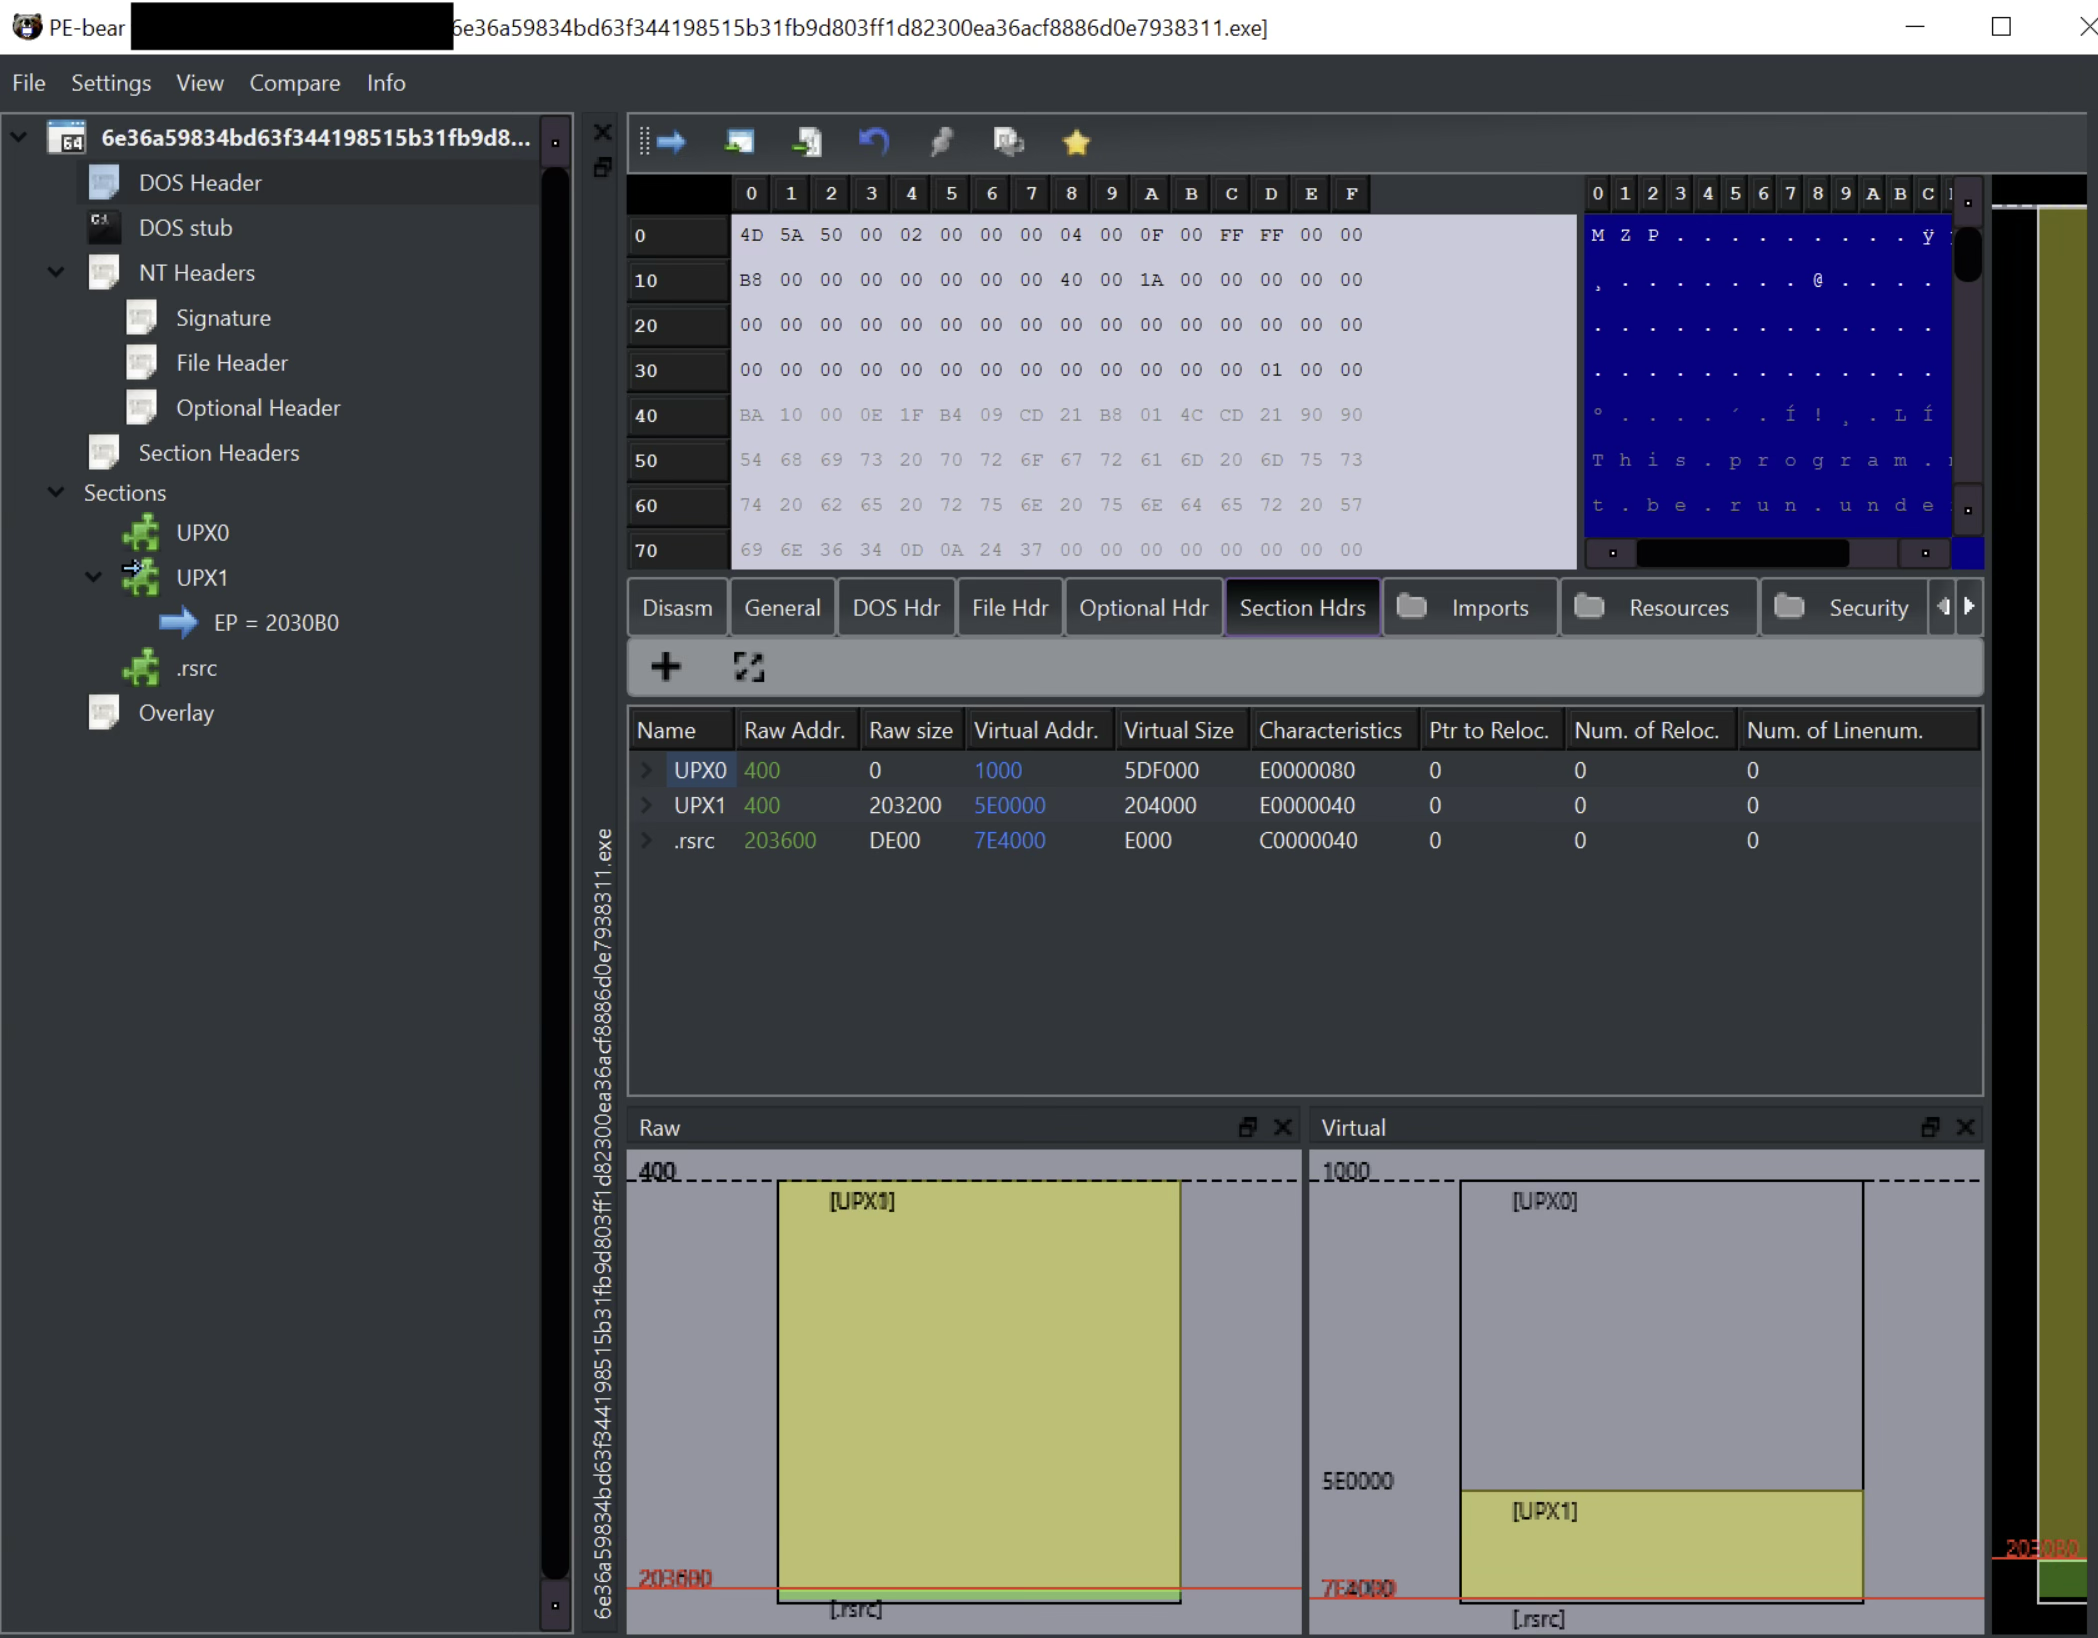 PE-bear 6e36a59834bd63f344198515b31fb9d803ff1d82300ea36acf8886d0e7938311.exe]
File Settings View Compare Info
6e36a59834bd63f344198515b31fb9d8...
DOS Header
DOS stub
NT Headers
Signature
File Header
Optional Header
Section Headers
Sections
UPX0
UPX1
EP = 2030B0
.rsrc
Overlay
6e36a59834bd63f344198515b31fb9d803ff1d82300ea36acf8886d0e7938311.exe
0 1 2 3 4 5 6 7 8 9 A B C D E F
0 4D 5A 50 00 02 00 00 00 04 00 0F 00 FF FF 00 00
10 B8 00 00 00 00 00 00 00 40 00 1A 00 00 00 00 00
20 00 00 00 00 00 00 00 00 00 00 00 00 00 00 00 00
30 00 00 00 00 00 00 00 00 00 00 00 00 00 01 00 00
40 BA 10 00 0E 1F B4 09 CD 21 B8 01 4C CD 21 90 90
50 54 68 69 73 20 70 72 6F 67 72 61 6D 20 6D 75 73
60 74 20 62 65 20 72 75 6E 20 75 6E 64 65 72 20 57
70 69 6E 36 34 0D 0A 24 37 00 00 00 00 00 00 00 00
0 1 2 3 4 5 6 7 8 9 A B C
M Z P . . . . . . . . . ÿ
¸ . . . . . . . @ . . . .
. . . . . . . . . . . . .
. . . . . . . . . . . . .
º . . . . ´ . Í ! ¸ . L Í
T h i s . p r o g r a m .
t . b e . r u n . u n d e
Disasm General DOS Hdr File Hdr Optional Hdr Section Hdrs Imports Resources Security
Name Raw Addr. Raw size Virtual Addr. Virtual Size Characteristics Ptr to Reloc. Num. of Reloc. Num. of Linenum.
UPX0 400 0 1000 5DF000 E0000080 0 0 0
UPX1 400 203200 5E0000 204000 E0000040 0 0 0
.rsrc 203600 DE00 7E4000 E000 C0000040 0 0 0
Raw
400
[UPX1]
203600
[.rsrc]
Virtual
1000
[UPX0]
5E0000
[UPX1]
7E4000
[.rsrc]
2030B0